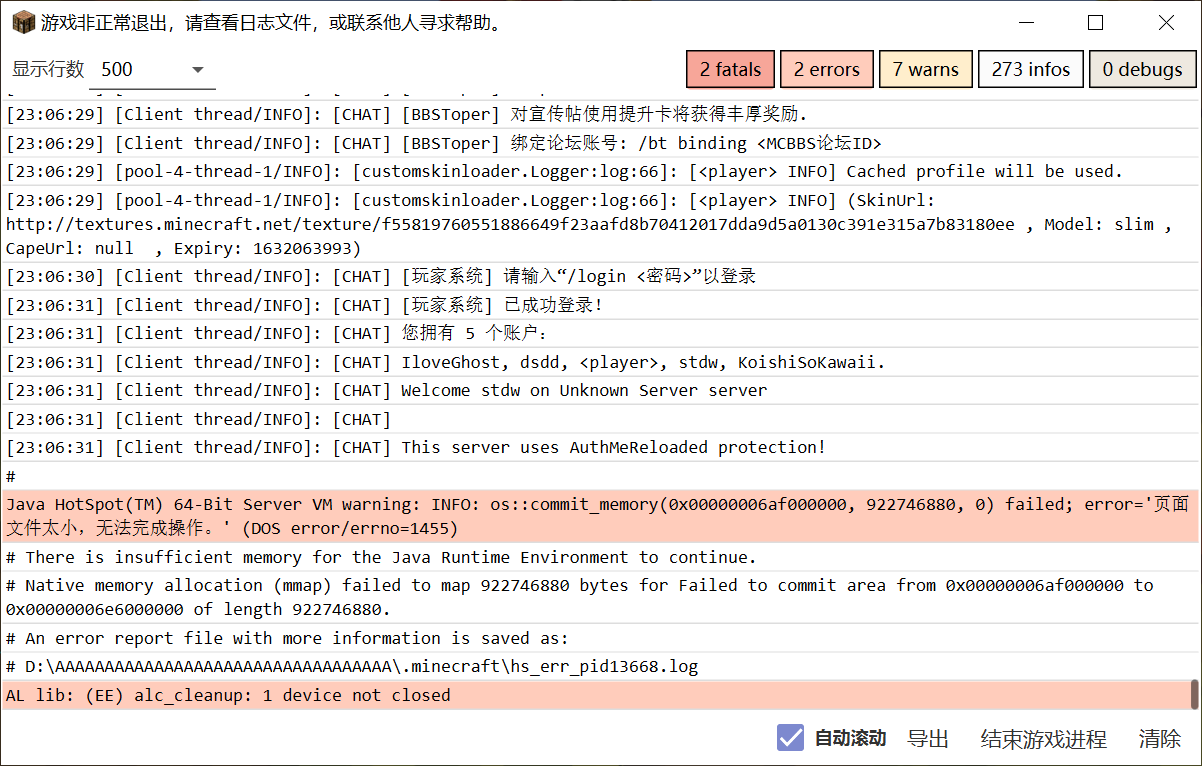 游戏非正常退出，请查看日志文件，或联系他人寻求帮助。
显示行数 500 2 fatals 2 errors 7 warns 273 infos 0 debugs
[23:06:29] [Client thread/INFO]: [CHAT] [BBSToper] 对宣传帖使用提升卡将获得丰厚奖励.
[23:06:29] [Client thread/INFO]: [CHAT] [BBSToper] 绑定论坛账号: /bt binding <MCBBS论坛ID>
[23:06:29] [pool-4-thread-1/INFO]: [customskinloader.Logger:log:66]: [<player> INFO] Cached profile will be used.
[23:06:29] [pool-4-thread-1/INFO]: [customskinloader.Logger:log:66]: [<player> INFO] (SkinUrl:
http://textures.minecraft.net/texture/f55819760551886649f23aafd8b70412017dda9d5a0130c391e315a7b83180ee , Model: slim ,
CapeUrl: null  , Expiry: 1632063993)
[23:06:30] [Client thread/INFO]: [CHAT] [玩家系统] 请输入“/login <密码>”以登录
[23:06:31] [Client thread/INFO]: [CHAT] [玩家系统] 已成功登录！
[23:06:31] [Client thread/INFO]: [CHAT] 您拥有 5 个账户：
[23:06:31] [Client thread/INFO]: [CHAT] IloveGhost, dsdd, <player>, stdw, KoishiSoKawaii.
[23:06:31] [Client thread/INFO]: [CHAT] Welcome stdw on Unknown Server server
[23:06:31] [Client thread/INFO]: [CHAT]
[23:06:31] [Client thread/INFO]: [CHAT] This server uses AuthMeReloaded protection!
#
Java HotSpot(TM) 64-Bit Server VM warning: INFO: os::commit_memory(0x00000006af000000, 922746880, 0) failed; error='页面
文件太小，无法完成操作。' (DOS error/errno=1455)
# There is insufficient memory for the Java Runtime Environment to continue.
# Native memory allocation (mmap) failed to map 922746880 bytes for Failed to commit area from 0x00000006af000000 to
0x00000006e6000000 of length 922746880.
# An error report file with more information is saved as:
# D:\AAAAAAAAAAAAAAAAAAAAAAAAAAAAAAAAAA\.minecraft\hs_err_pid13668.log
AL lib: (EE) alc_cleanup: 1 device not closed
自动滚动 导出 结束游戏进程 清除